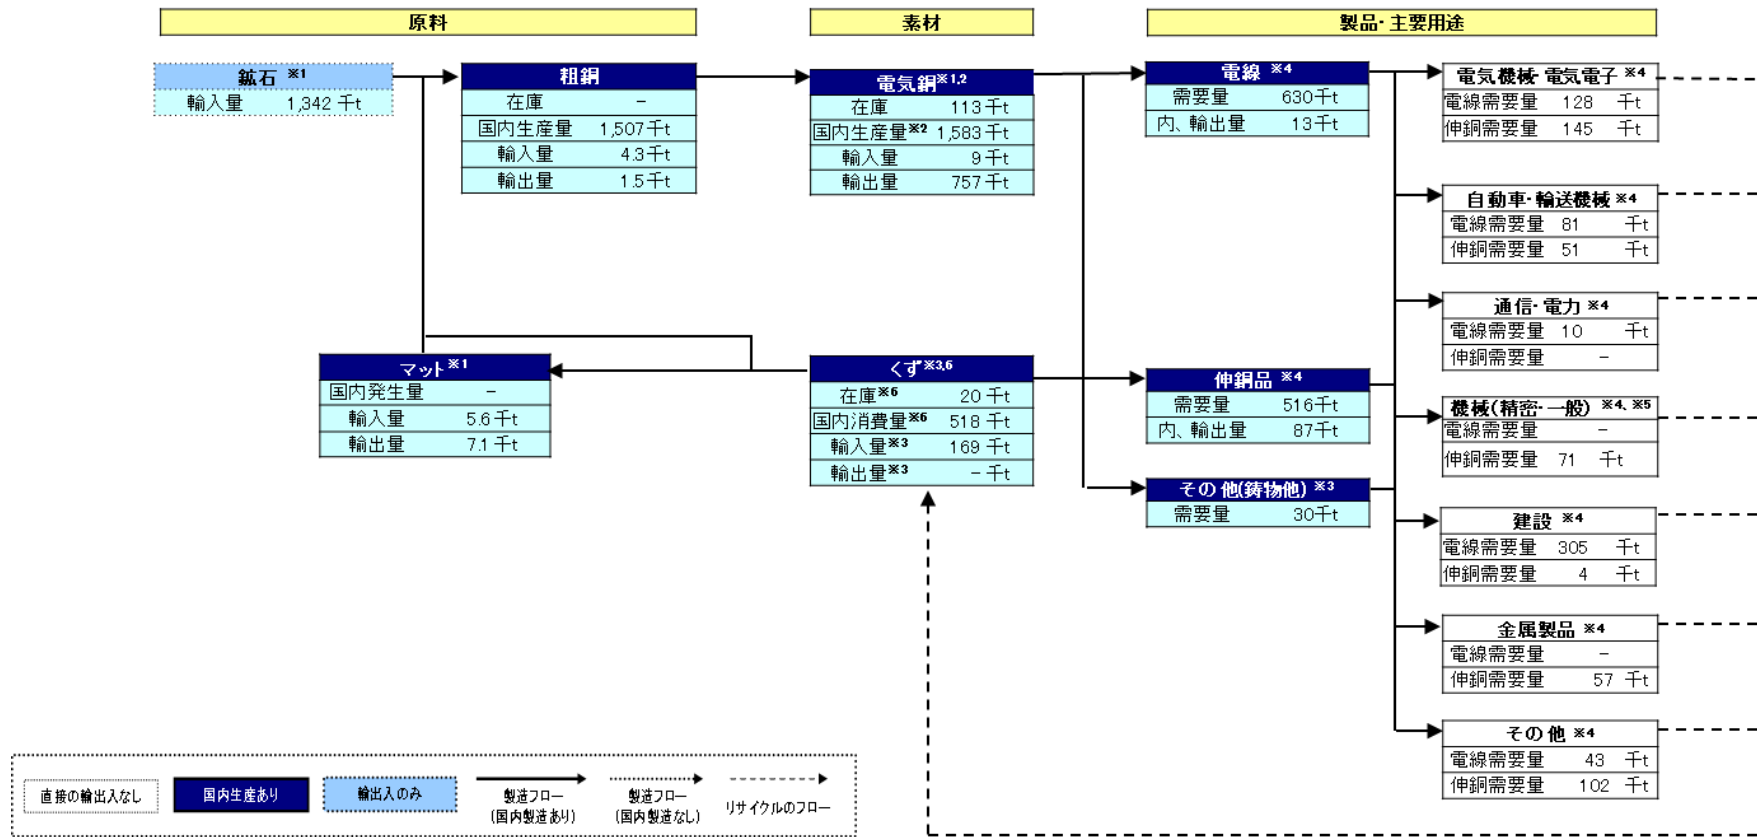 原料
素材
製品・主要用途
鉱石 ※1
輸入量 1,342 千t
粗銅
在庫 －
国内生産量 1,507千t
輸入量 4.3千t
輸出量 1.5千t
電気銅※1,2
在庫 113千t
国内生産量※2 1,583千t
輸入量 9千t
輸出量 757千t
電線 ※4
需要量 630千t
内、輸出量 13千t
電気機械・電気電子 ※4
電線需要量 128 千t
伸銅需要量 145 千t
自動車・輸送機械 ※4
電線需要量 81 千t
伸銅需要量 51 千t
通信・電力 ※4
電線需要量 10 千t
伸銅需要量 －
マット※1
国内発生量 －
輸入量 5.6千t
輸出量 7.1千t
くず※3,6
在庫※6 20 千t
国内消費量※6 518 千t
輸入量※3 169 千t
輸出量※3 － 千t
伸銅品 ※4
需要量 516千t
内、輸出量 87千t
その他(鋳物他) ※3
需要量 30千t
機械(精密・一般) ※4、※5
電線需要量 －
伸銅需要量 71 千t
建設 ※4
電線需要量 305 千t
伸銅需要量 4 千t
金属製品 ※4
電線需要量 －
伸銅需要量 57 千t
その他 ※4
電線需要量 43 千t
伸銅需要量 102 千t
直接の輸出入なし
国内生産あり
輸出入のみ
製造フロー
(国内製造あり)
製造フロー
(国内製造なし)
リサイクルのフロー